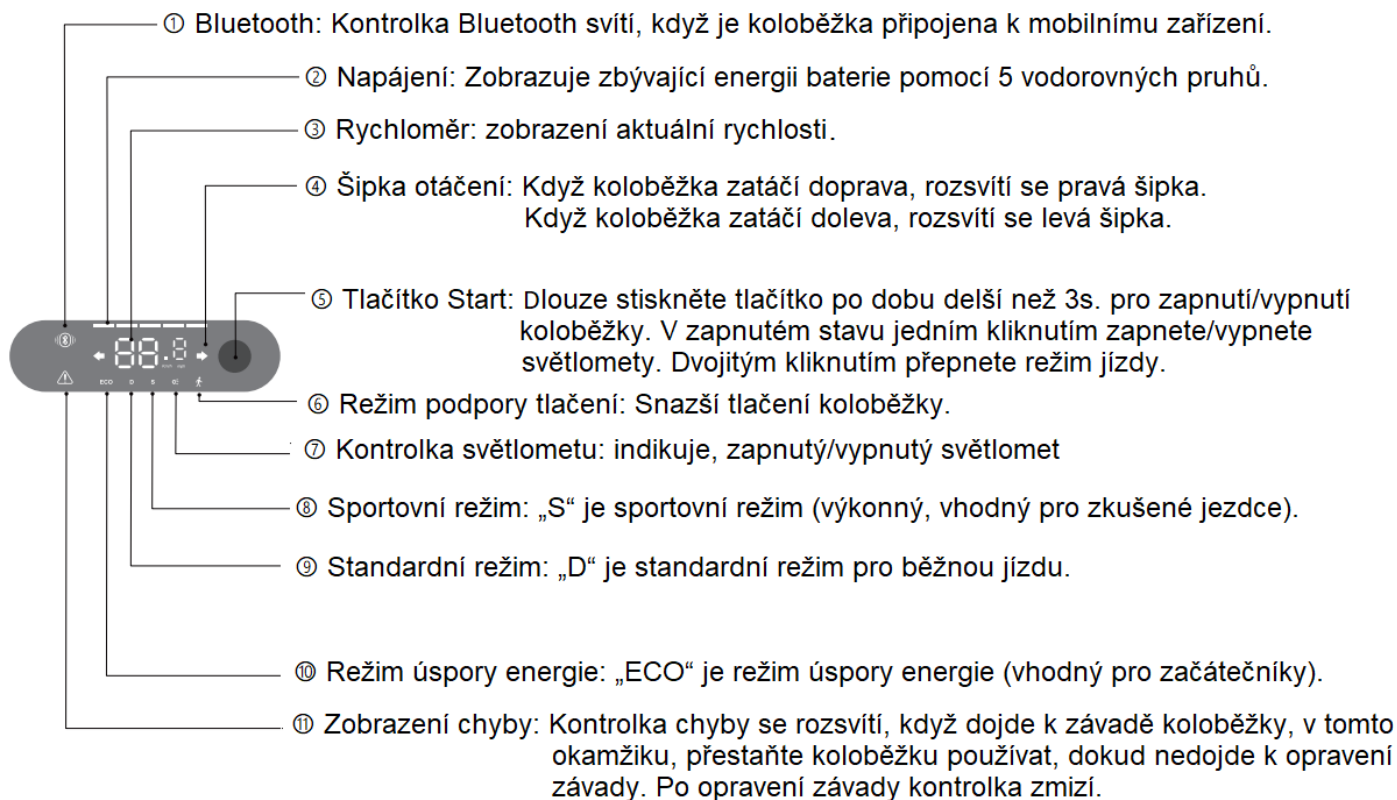 ① Bluetooth: Kontrolka Bluetooth svítí, když je koloběžka připojena k mobilnímu zařízení.
② Napájení: Zobrazuje zbývající energii baterie pomocí 5 vodorovných pruhů.
③ Rychloměr: zobrazení aktuální rychlosti.
④ Šipka otáčení: Když koloběžka zatáčí doprava, rozsvítí se pravá šipka.
Když koloběžka zatáčí doleva, rozsvítí se levá šipka.
⑤ Tlačítko Start: Dlouze stiskněte tlačítko po dobu delší než 3s. pro zapnutí/vypnutí
koloběžky. V zapnutém stavu jedním kliknutím zapnete/vypnete
světlomety. Dvojitým kliknutím přepnete režim jízdy.
88.8
ECO D S
⑥ Režim podpory tlačení: Snazší tlačení koloběžky.
⑦ Kontrolka světlometu: indikuje, zapnutý/vypnutý světlomet
⑧ Sportovní režim: „S“ je sportovní režim (výkonný, vhodný pro zkušené jezdce).
⑨ Standardní režim: „D“ je standardní režim pro běžnou jízdu.
⑩ Režim úspory energie: „ECO“ je režim úspory energie (vhodný pro začátečníky).
⑪ Zobrazení chyby: Kontrolka chyby se rozsvítí, když dojde k závadě koloběžky, v tomto
okamžiku, přestaňte koloběžku používat, dokud nedojde k opravení
závady. Po opravení závady kontrolka zmizí.